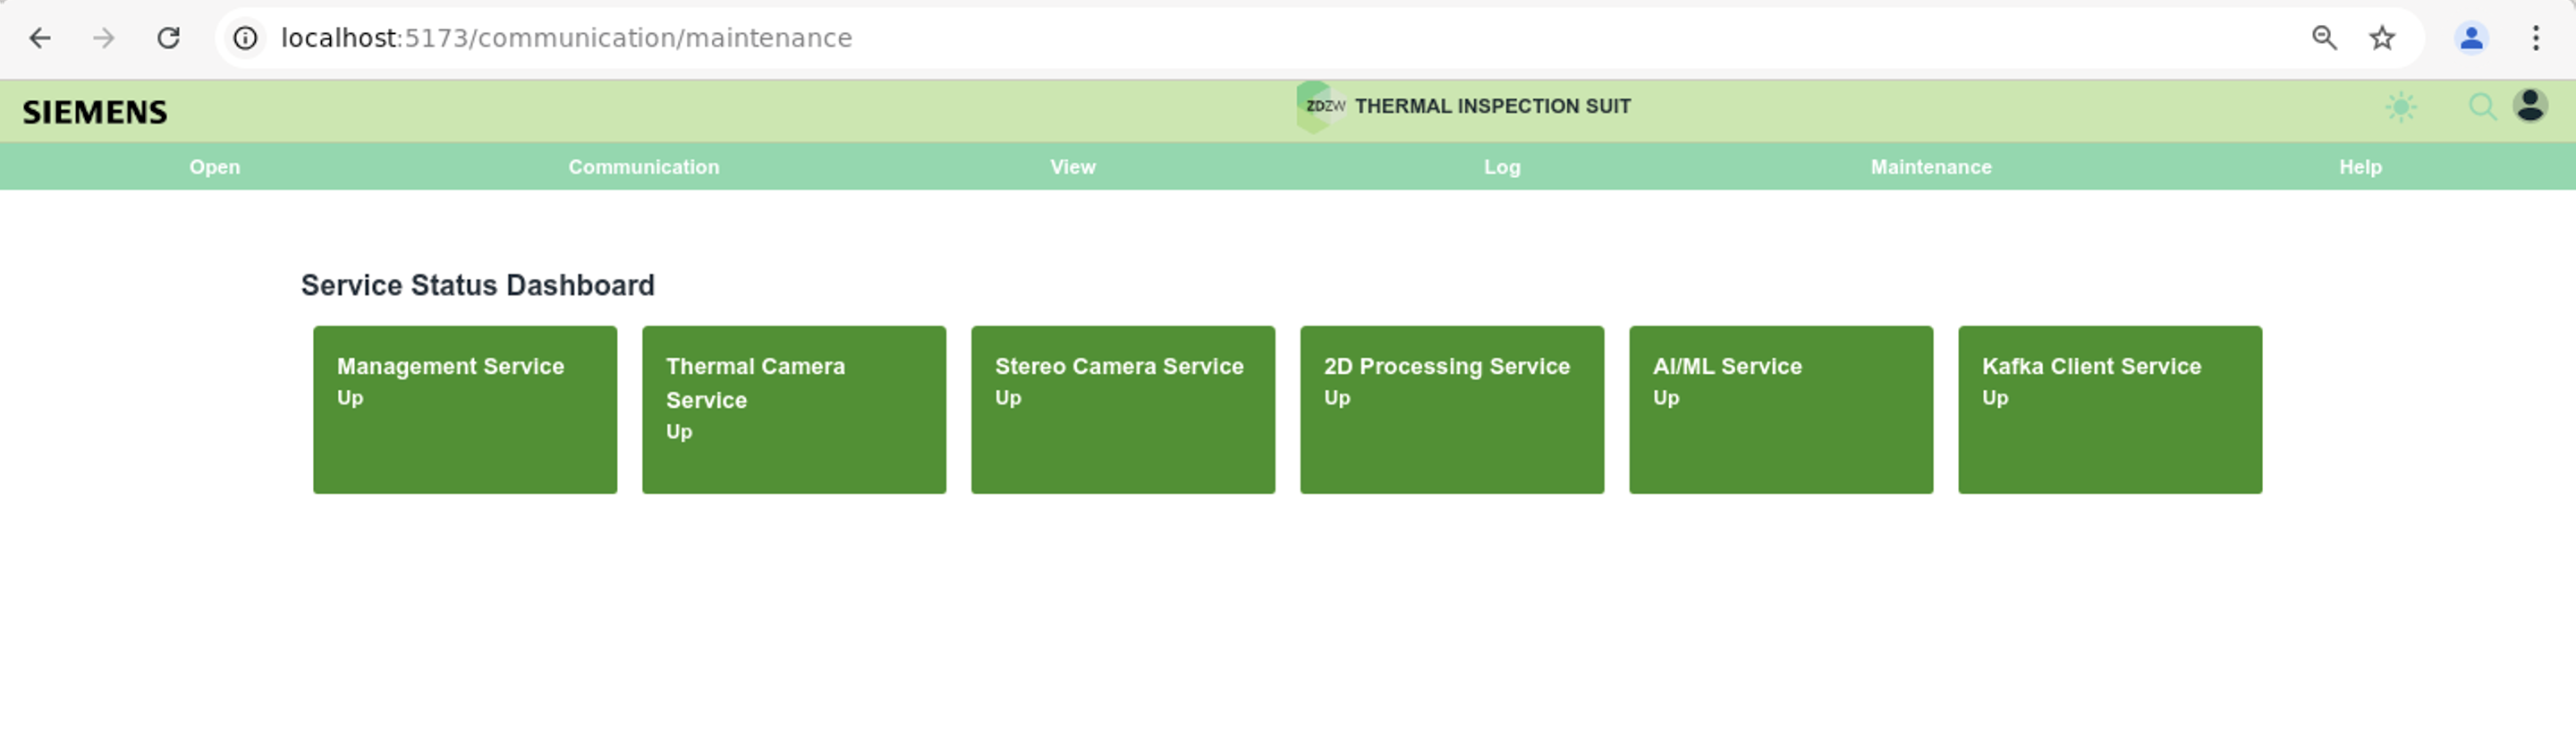 localhost:5173/communication/maintenance
SIEMENS
ZDZW THERMAL INSPECTION SUIT
Open Communication View Log Maintenance Help
Service Status Dashboard
Management Service
Up
Thermal Camera
Service
Up
Stereo Camera Service
Up
2D Processing Service
Up
AI/ML Service
Up
Kafka Client Service
Up